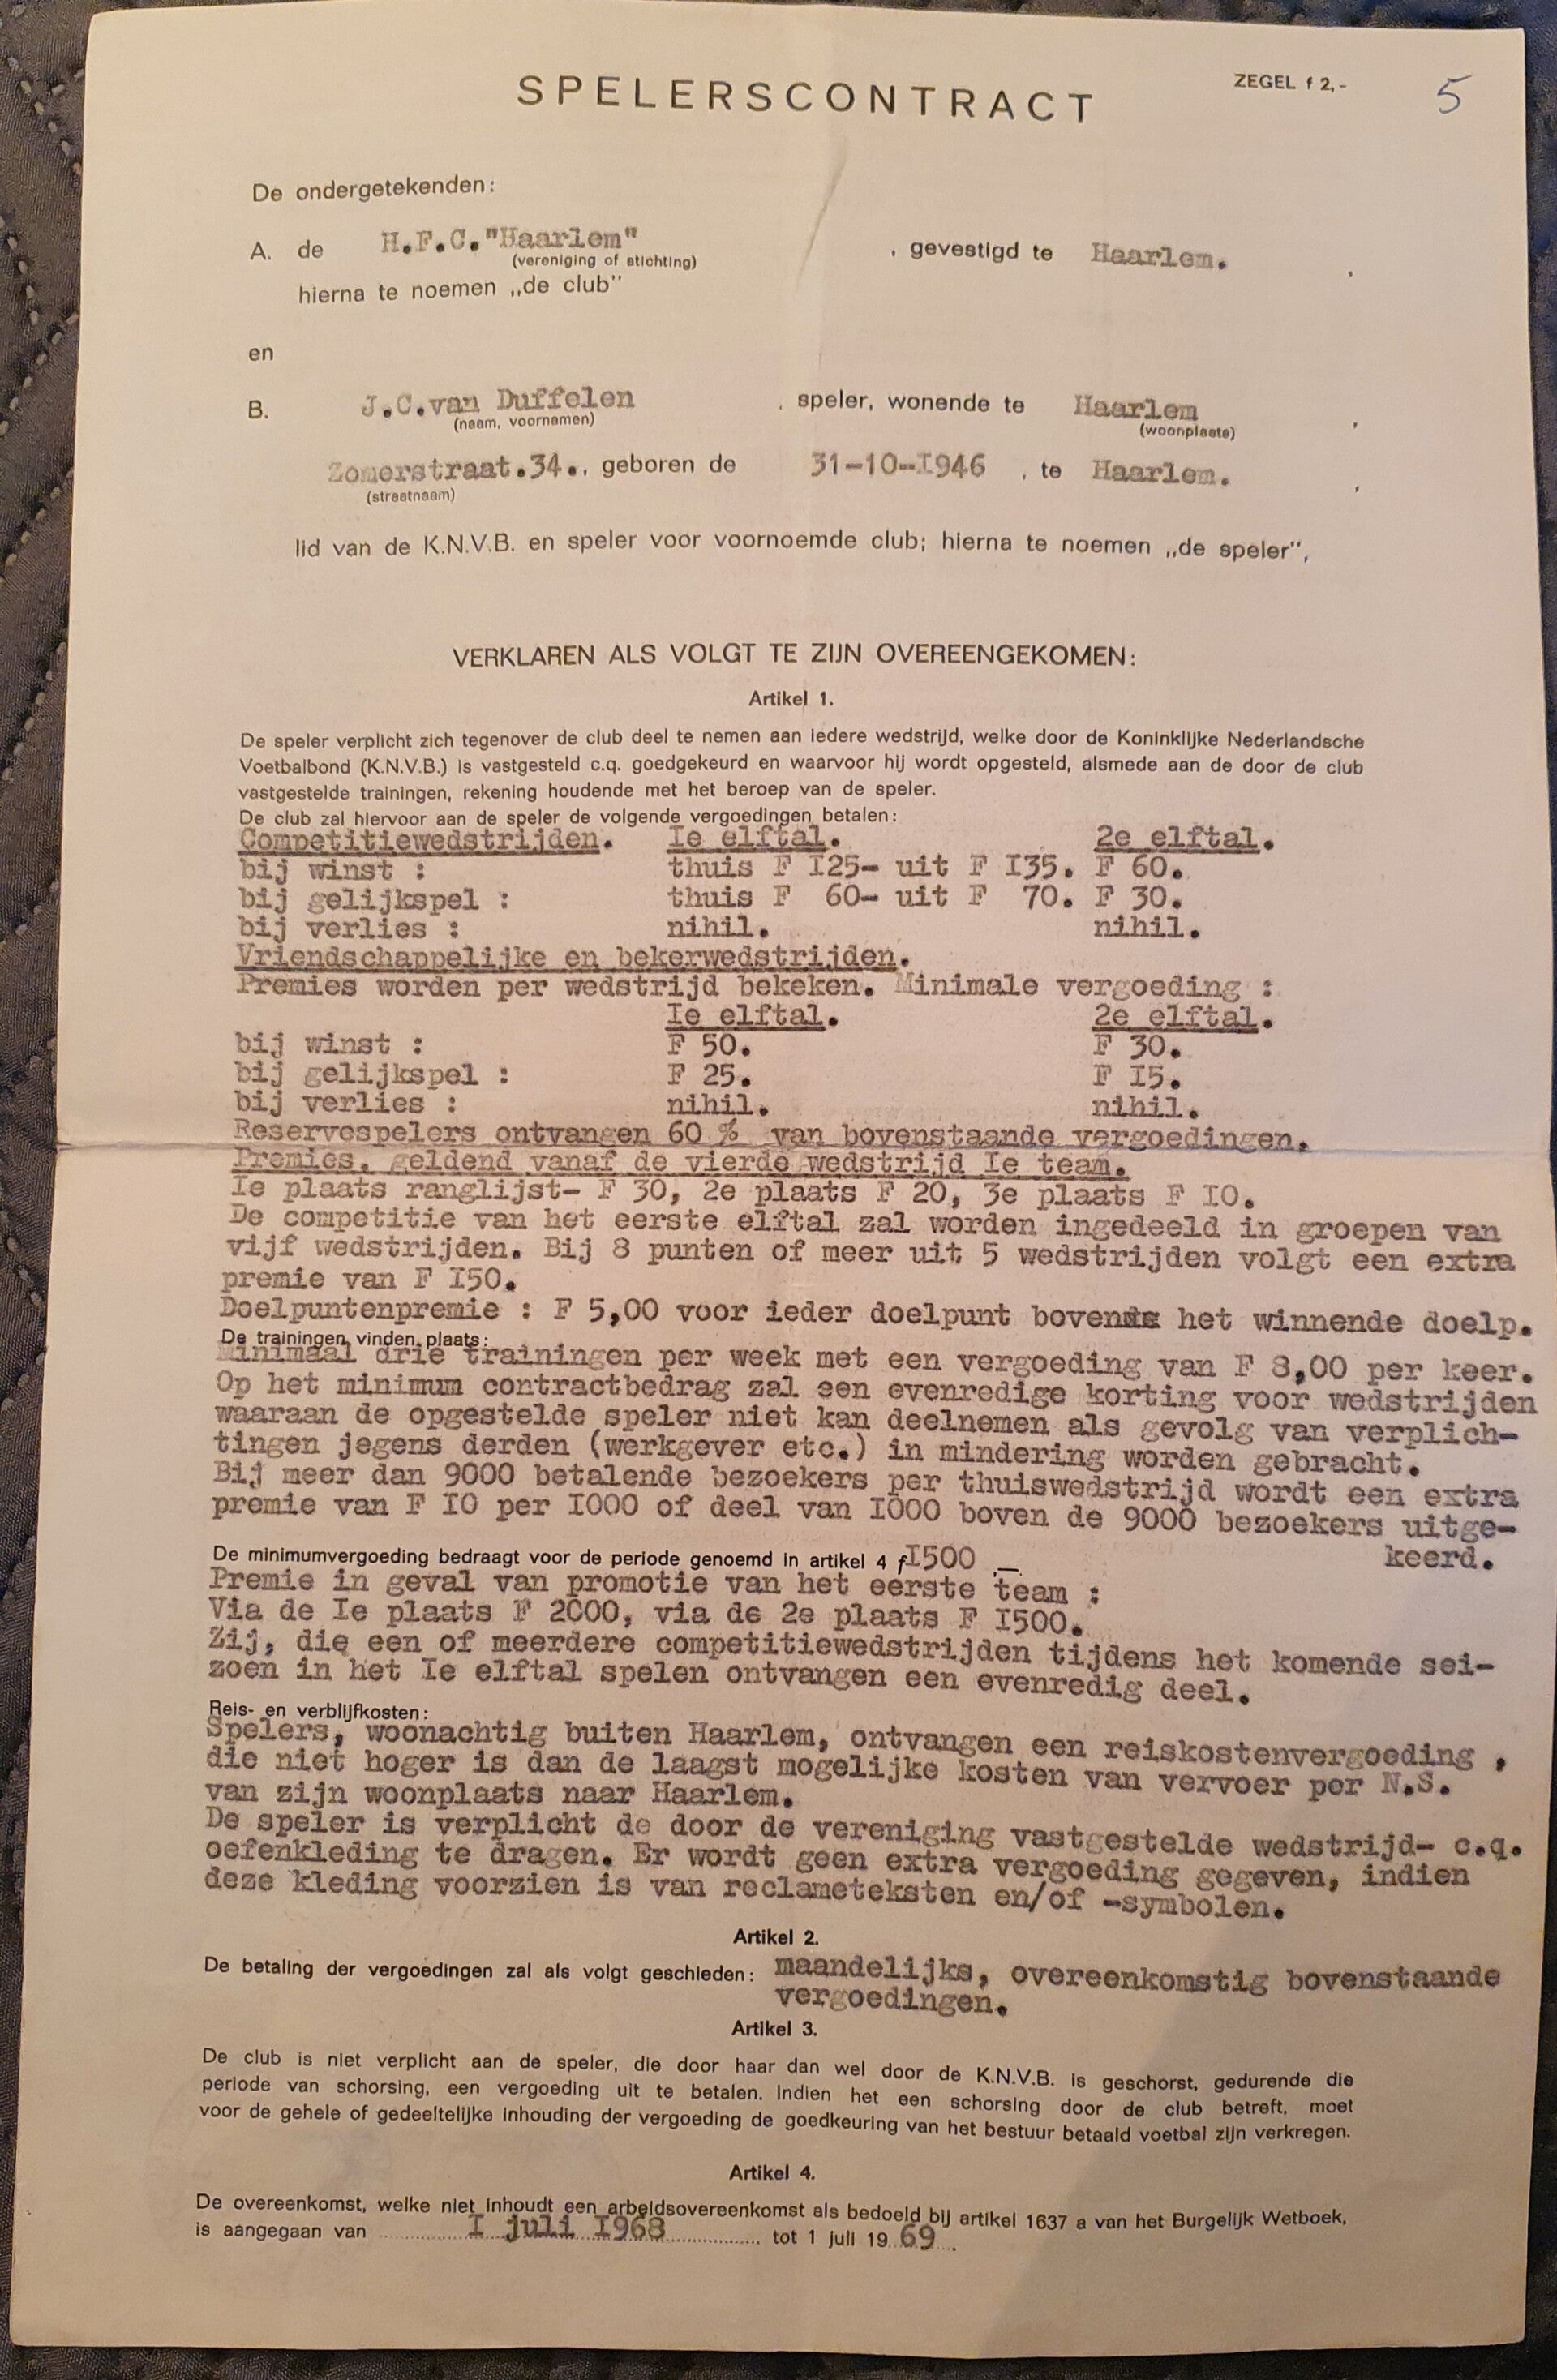 SPELERSCONTRACT
ZEGEL f 2,-
5
De ondergetekenden:
A. de H.F.C."Haarlem" , gevestigd te Haarlem. .
(vereniging of stichting)
hierna te noemen „de club”
en
B. J.C.van Duffelen , speler, wonende te Haarlem ,
(naam, voornamen) (woonplaats)
Zomerstraat.34., geboren de 31-10-I946 , te Haarlem. ,
(straatnaam)
lid van de K.N.V.B. en speler voor voornoemde club; hierna te noemen „de speler”,
VERKLAREN ALS VOLGT TE ZIJN OVEREENGEKOMEN:
Artikel 1.
De speler verplicht zich tegenover de club deel te nemen aan iedere wedstrijd, welke door de Koninklijke Nederlandsche
Voetbalbond (K.N.V.B.) is vastgesteld c.q. goedgekeurd en waarvoor hij wordt opgesteld, alsmede aan de door de club
vastgestelde trainingen, rekening houdende met het beroep van de speler.
De club zal hiervoor aan de speler de volgende vergoedingen betalen:
Competitiewedstrijden. Ie elftal. 2e elftal.
bij winst : thuis F I25- uit F I35. F 60.
bij gelijkspel : thuis F 60- uit F 70. F 30.
bij verlies : nihil. nihil.
Vriendschappelijke en bekerwedstrijden.
Premies worden per wedstrijd bekeken. Minimale vergoeding :
Ie elftal. 2e elftal.
bij winst : F 50. F 30.
bij gelijkspel : F 25. F I5.
bij verlies : nihil. nihil.
Reservespelers ontvangen 60 % van bovenstaande vergoedingen.
Premies, geldend vanaf de vierde wedstrijd Ie team.
Ie plaats ranglijst- F 30, 2e plaats F 20, 3e plaats F IO.
De competitie van het eerste elftal zal worden ingedeeld in groepen van
vijf wedstrijden. Bij 8 punten of meer uit 5 wedstrijden volgt een extra
premie van F I50.
Doelpuntenpremie : F 5,00 voor ieder doelpunt boven het winnende doelp.
De trainingen vinden plaats:
Minimaal drie trainingen per week met een vergoeding van F 8,00 per keer.
Op het minimum contractbedrag zal een evenredige korting voor wedstrijden
waaraan de opgestelde speler niet kan deelnemen als gevolg van verplich-
tingen jegens derden (werkgever etc.) in mindering worden gebracht.
Bij meer dan 9000 betalende bezoekers per thuiswedstrijd wordt een extra
premie van F IO per I000 of deel van I000 boven de 9000 bezoekers uitge-
keerd.
De minimumvergoeding bedraagt voor de periode genoemd in artikel 4 f I500 ,—
Premie in geval van promotie van het eerste team :
Via de Ie plaats F 2000, via de 2e plaats F I500.
Zij, die een of meerdere competitiewedstrijden tijdens het komende sei-
zoen in het Ie elftal spelen ontvangen een evenredig deel.
Reis- en verblijfkosten:
Spelers, woonachtig buiten Haarlem, ontvangen een reiskostenvergoeding ,
die niet hoger is dan de laagst mogelijke kosten van vervoer per N.S.
van zijn woonplaats naar Haarlem.
De speler is verplicht de door de vereniging vastgestelde wedstrijd- c.q.
oefenkleding te dragen. Er wordt geen extra vergoeding gegeven, indien
deze kleding voorzien is van reclameteksten en/of -symbolen.
Artikel 2.
De betaling der vergoedingen zal als volgt geschieden: maandelijks, overeenkomstig bovenstaande
vergoedingen.
Artikel 3.
De club is niet verplicht aan de speler, die door haar dan wel door de K.N.V.B. is geschorst, gedurende die
periode van schorsing, een vergoeding uit te betalen. Indien het een schorsing door de club betreft, moet
voor de gehele of gedeeltelijke inhouding der vergoeding de goedkeuring van het bestuur betaald voetbal zijn verkregen.
Artikel 4.
De overeenkomst, welke niet inhoudt een arbeidsovereenkomst als bedoeld bij artikel 1637 a van het Burgelijk Wetboek,
is aangegaan van I juli I968 tot 1 juli 19 69 .